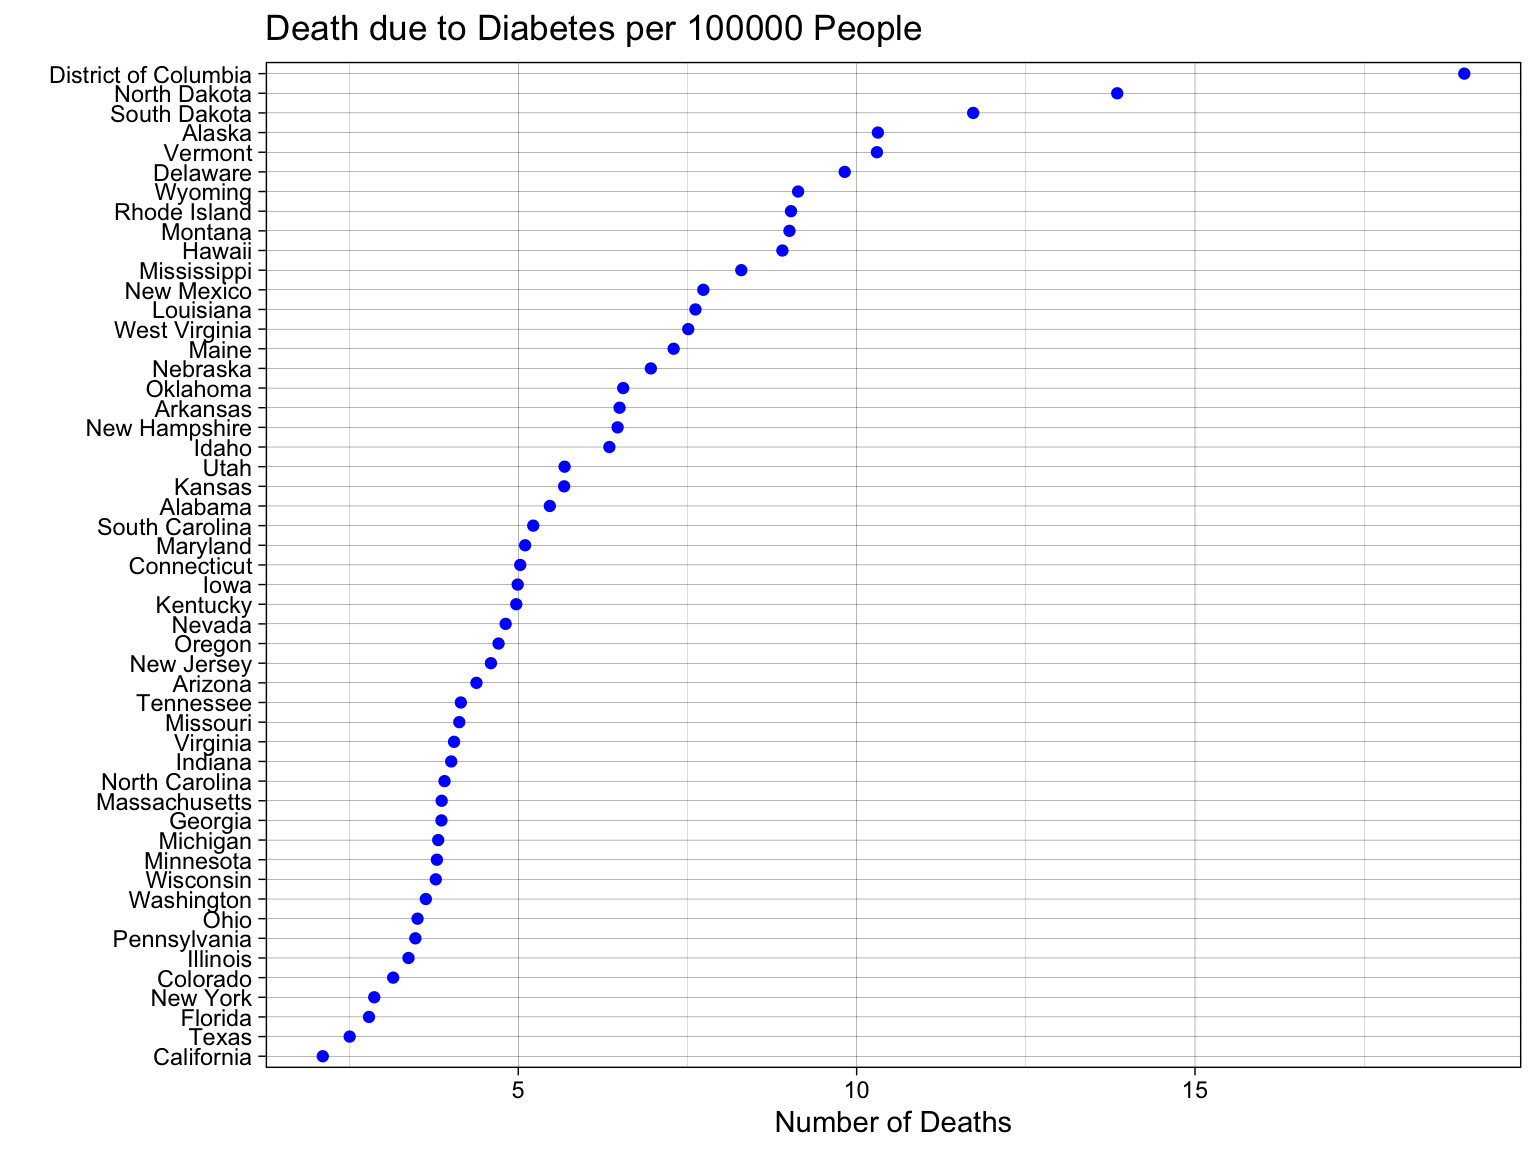 Death due to Diabetes per 100000 People
District of Columbia
North Dakota
South Dakota
Alaska
Vermont
Delaware
Wyoming
Rhode Island
Montana
Hawaii
Mississippi
New Mexico
Louisiana
West Virginia
Maine
Nebraska
Oklahoma
Arkansas
New Hampshire
Idaho
Utah
Kansas
Alabama
South Carolina
Maryland
Connecticut
Iowa
Kentucky
Nevada
Oregon
New Jersey
Arizona
Tennessee
Missouri
Virginia
Indiana
North Carolina
Massachusetts
Georgia
Michigan
Minnesota
Wisconsin
Washington
Ohio
Pennsylvania
Illinois
Colorado
New York
Florida
Texas
California
5 10 15
Number of Deaths